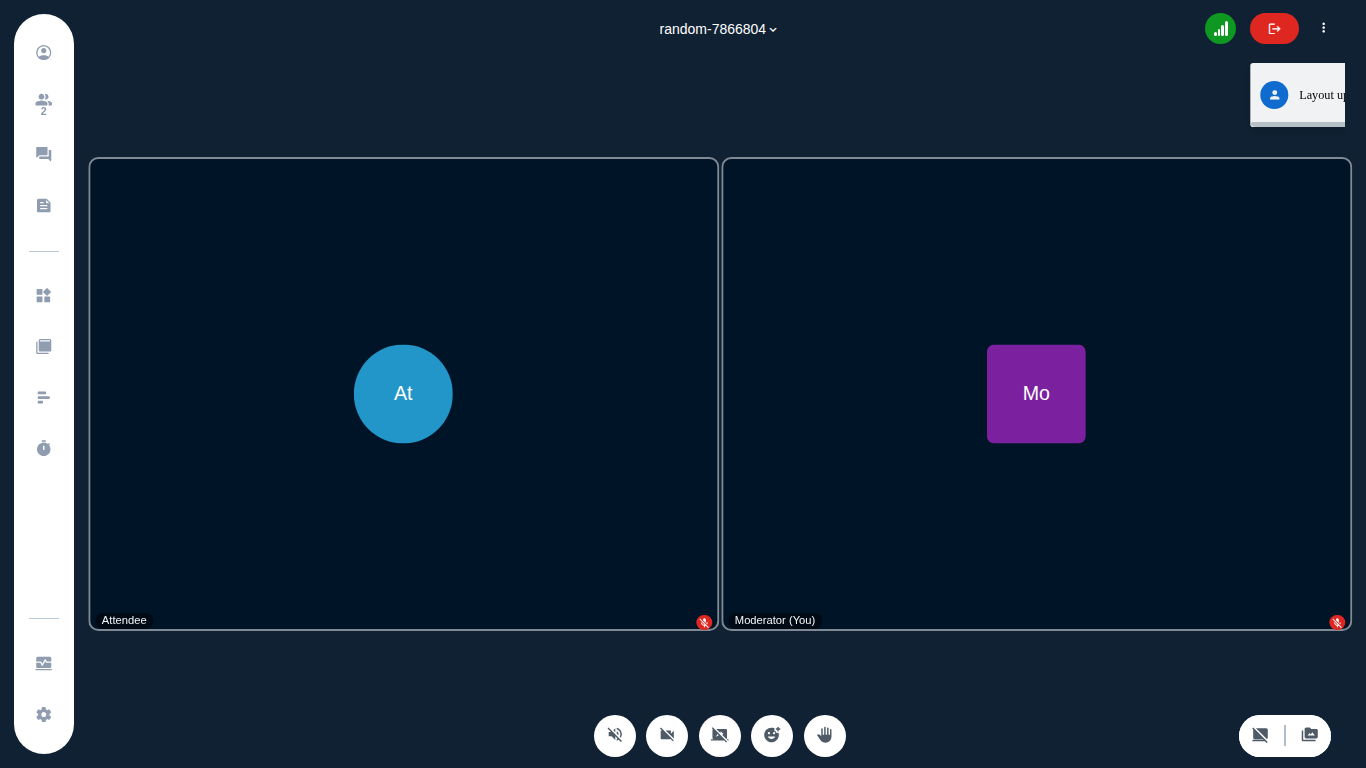 random-7866804
2
Layout
At
Mo
Attendee
Moderator (You)